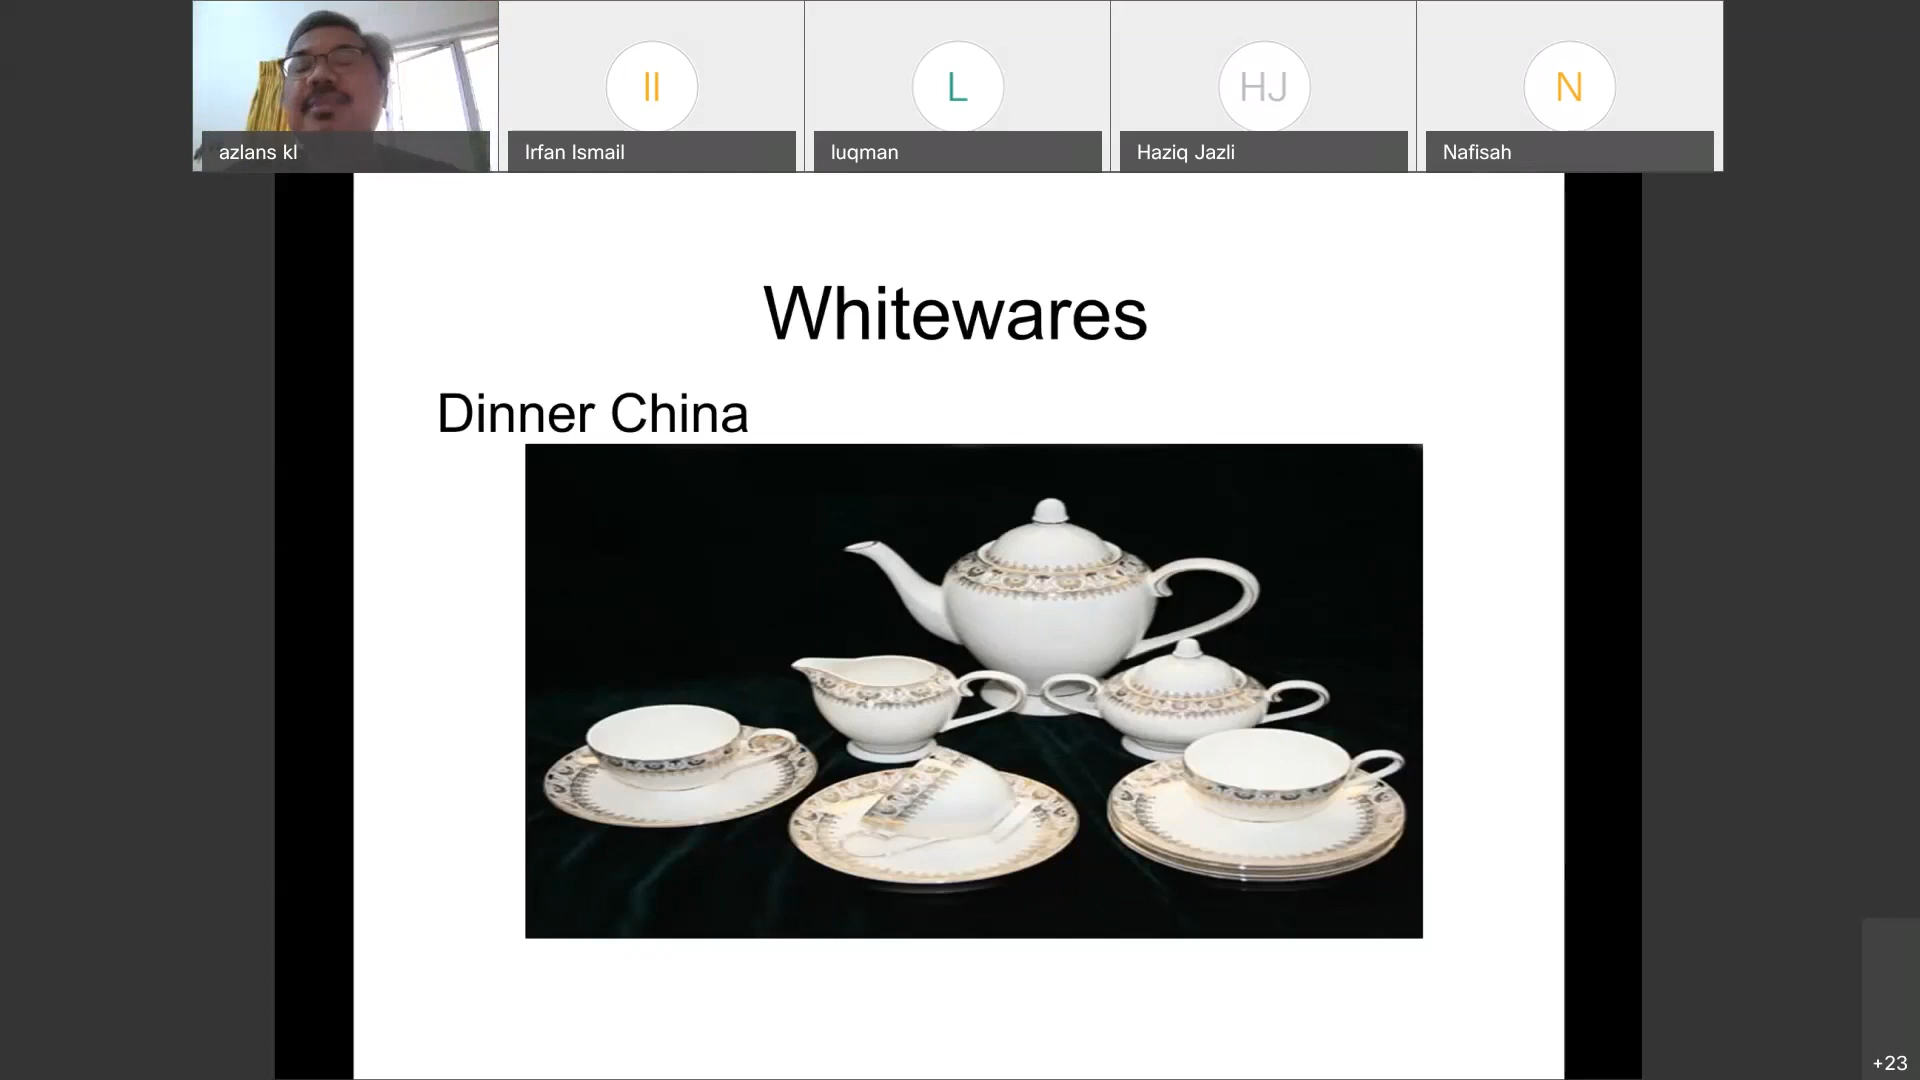 II
L
HJ
N
azlans kl
Irfan Ismail
luqman
Haziq Jazli
Nafisah
Whitewares
Dinner China
+23